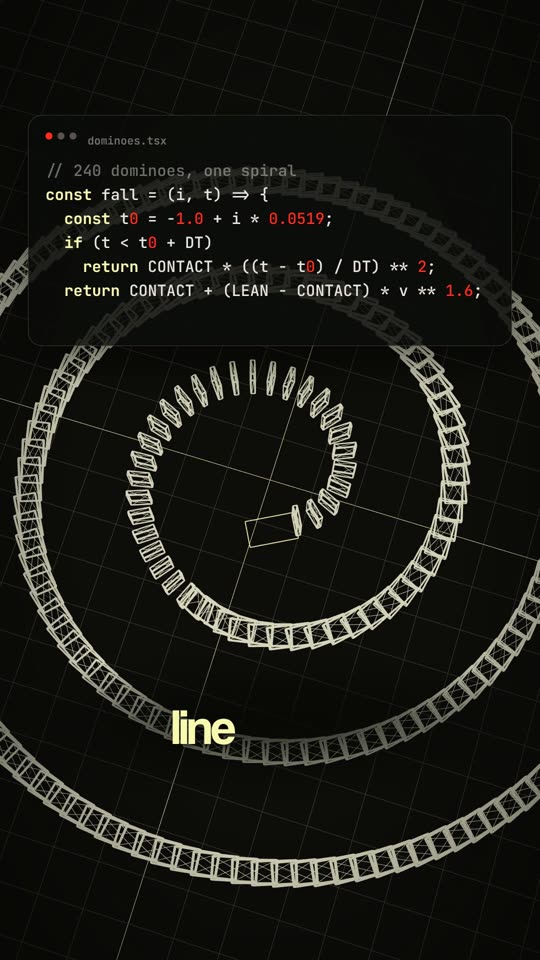 dominoes.tsx
// 240 dominoes, one spiral
const fall = (i, t) => {
const t0 = -1.0 + i * 0.0519;
if (t < t0 + DT)
return CONTACT * ((t - t0) / DT) ** 2;
return CONTACT + (LEAN - CONTACT) * v ** 1.6;
line